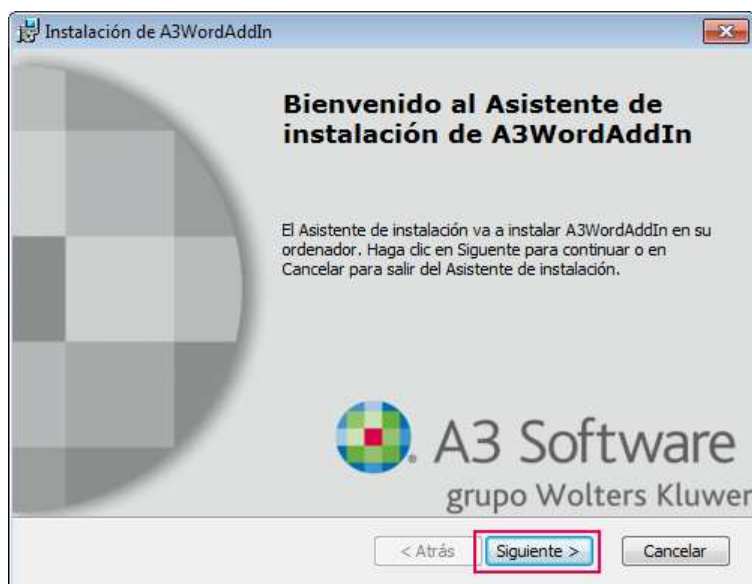 Instalación de A3WordAddIn
Bienvenido al Asistente de
instalación de A3WordAddIn
El Asistente de instalación va a instalar A3WordAddIn en su
ordenador. Haga clic en Siguente para continuar o en
Cancelar para salir del Asistente de instalación.
A3 Software
grupo Wolters Kluwer
< Atrás Siguiente > Cancelar